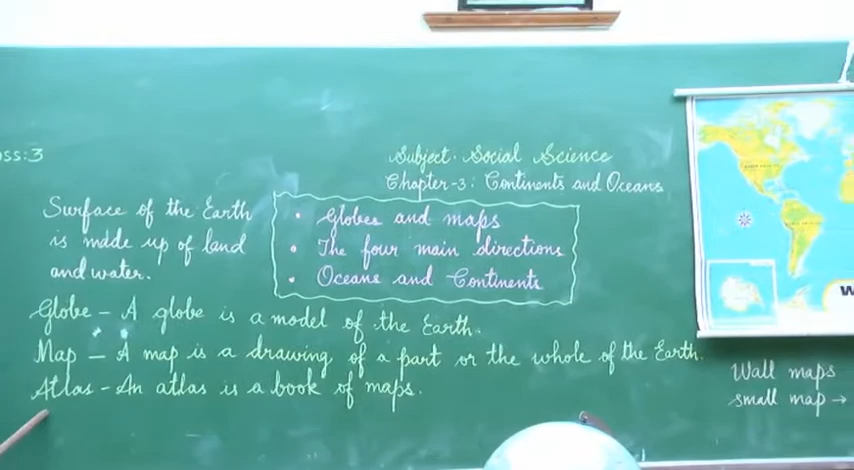 ss:3
Subject: Social Science
Chapter-3: Continents and Oceans
Surface of the Earth
is made up of land
and water.
• Globes and maps
• The four main directions
• Oceans and Continents
Globe - A globe is a model of the Earth.
Map - A map is a drawing of a part or the whole of the Earth.
Atlas - An atlas is a book of maps.
Wall maps
small map →
W